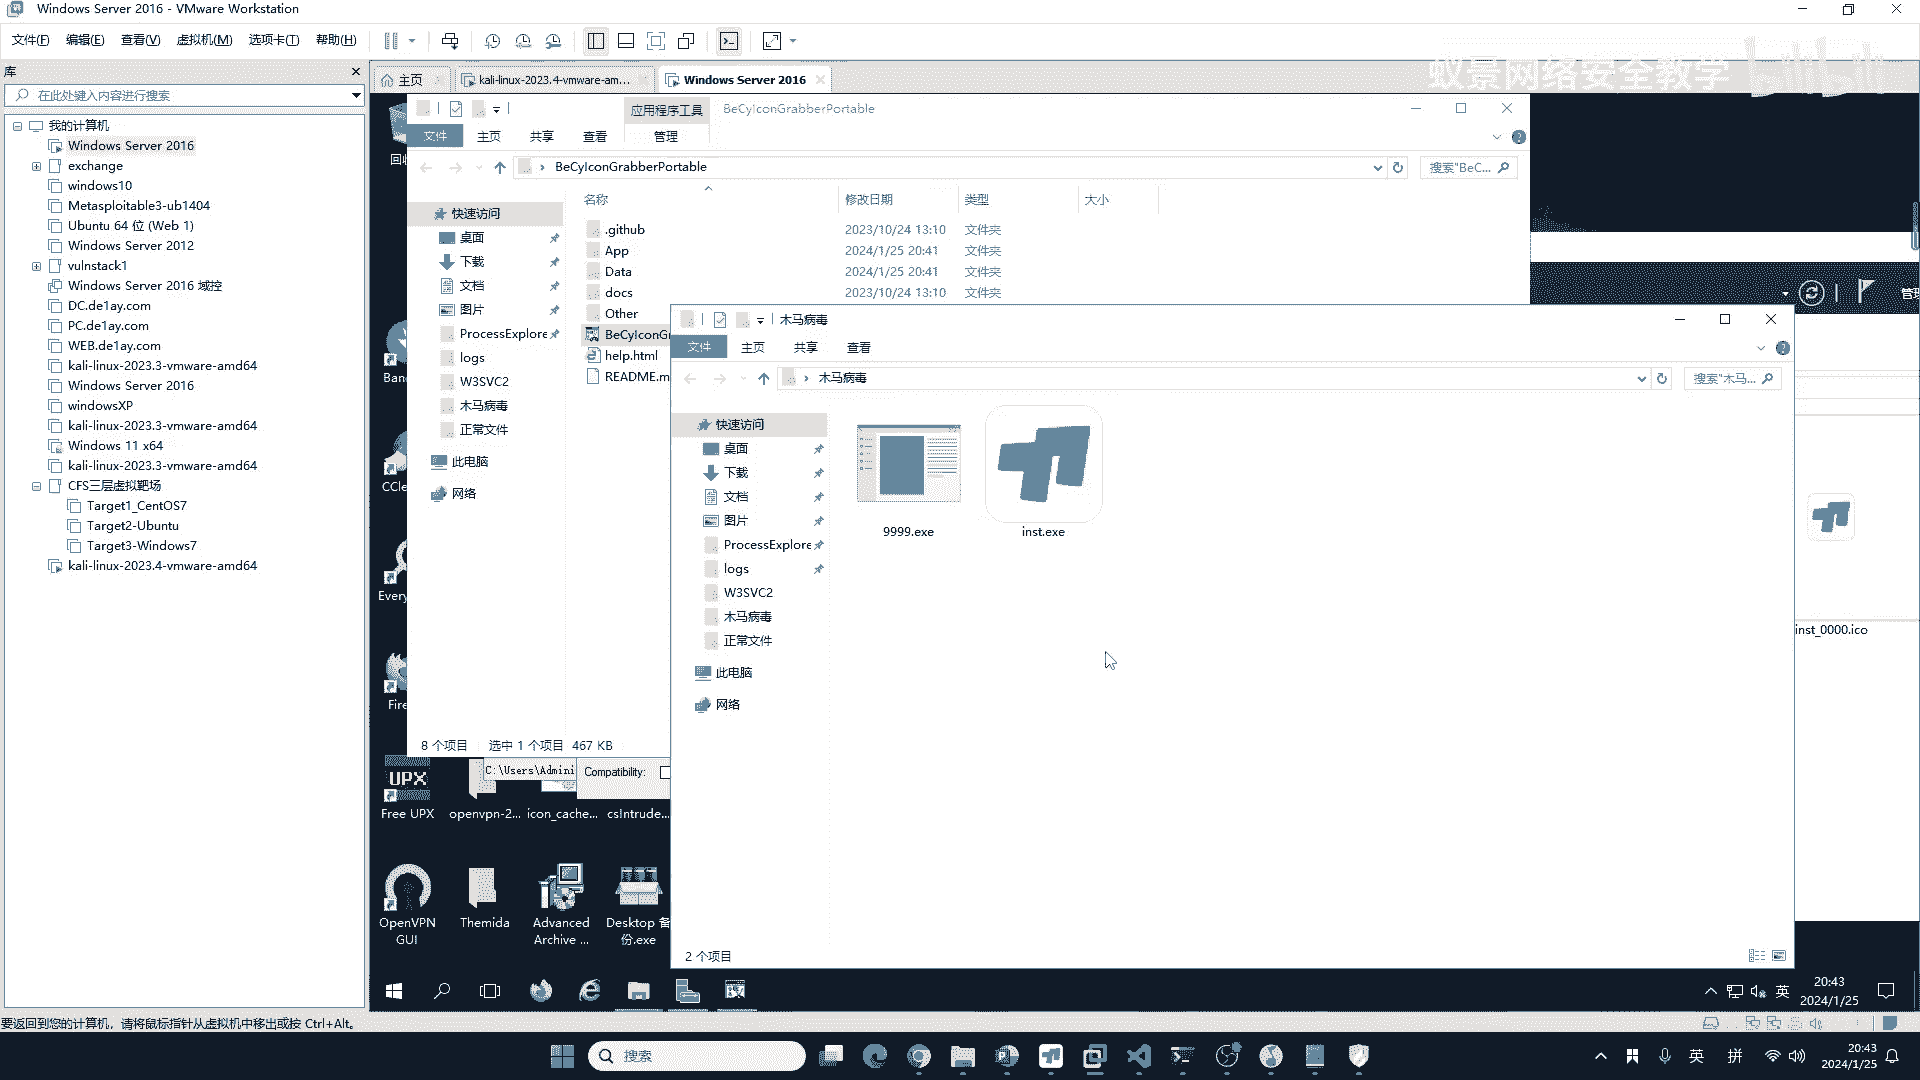 Windows Server 2016 - VMware Workstation
文件(F) 编辑(E) 查看(V) 虚拟机(M) 选项卡(T) 帮助(H)
库
在此处键入内容进行搜索
我的计算机
Windows Server 2016
exchange
windows10
Metasploitable3-ub1404
Ubuntu 64 位 (Web 1)
Windows Server 2012
vulnstack1
Windows Server 2016 域控
DC.de1ay.com
PC.de1ay.com
WEB.de1ay.com
kali-linux-2023.3-vmware-amd64
Windows Server 2016
windowsXP
kali-linux-2023.4-vmware-amd64
Windows 11 x64
kali-linux-2023.3-vmware-amd64
CFS三层虚拟靶场
Target1_CentOS7
Target2-Ubuntu
Target3-Windows7
kali-linux-2023.4-vmware-amd64
主页
kali-linux-2023.4-vmware-am...
Windows Server 2016
蚁景网络安全教学
bilibili
应用程序工具
BeCyIconGrabberPortable
文件 主页 共享 查看 管理
BeCyIconGrabberPortable
搜索"BeC...
名称 修改日期 类型 大小
快速访问
桌面
下载
文档
图片
ProcessExplore
logs
W3SVC2
木马病毒
正常文件
此电脑
网络
.github 2023/10/24 13:10 文件夹
App 2024/1/25 20:41 文件夹
Data 2024/1/25 20:41 文件夹
docs 2023/10/24 13:10 文件夹
Other
BeCyIconG
help.html
README.m
8 个项目 选中 1 个项目 467 KB
木马病毒
文件 主页 共享 查看
木马病毒
搜索"木马...
快速访问
桌面
下载
文档
图片
ProcessExplore
logs
W3SVC2
木马病毒
正常文件
此电脑
网络
9999.exe
inst.exe
2 个项目
管理
inst_0000.ico
回收
Ban
CCle
Every
Fire
C:\Users\Admini
Compatibility:
UPX
Free UPX
openvpn-2...
icon_cache...
csIntrude...
OpenVPN GUI
Themida
Advanced Archive ...
Desktop 备份.exe
英
20:43
2024/1/25
要返回到您的计算机，请将鼠标指针从虚拟机中移出或按 Ctrl+Alt。
搜索
英
拼
20:43
2024/1/25